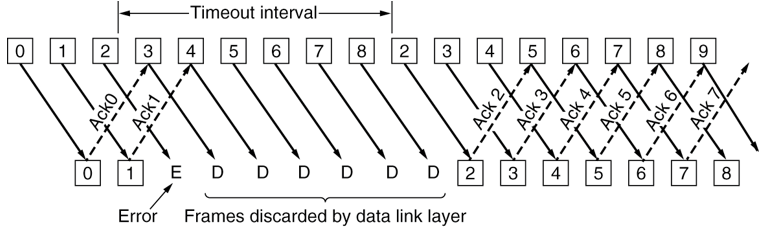 Timeout interval
0 1 2 3 4 5 6 7 8 2 3 4 5 6 7 8 9
Ack0 Ack1 Ack 2 Ack 3 Ack 4 Ack 5 Ack 6 Ack 7
0 1 E D D D D D D 2 3 4 5 6 7 8
Error Frames discarded by data link layer